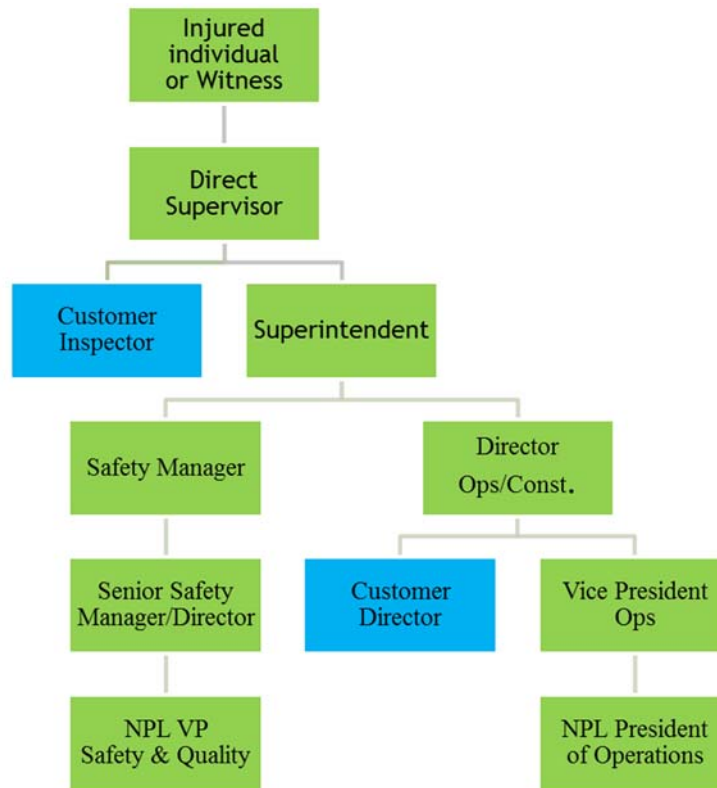 Injured
individual
or Witness
Direct
Supervisor
Customer
Inspector
Superintendent
Safety Manager
Director
Ops/Const.
Senior Safety
Manager/Director
Customer
Director
Vice President
Ops
NPL VP
Safety & Quality
NPL President
of Operations